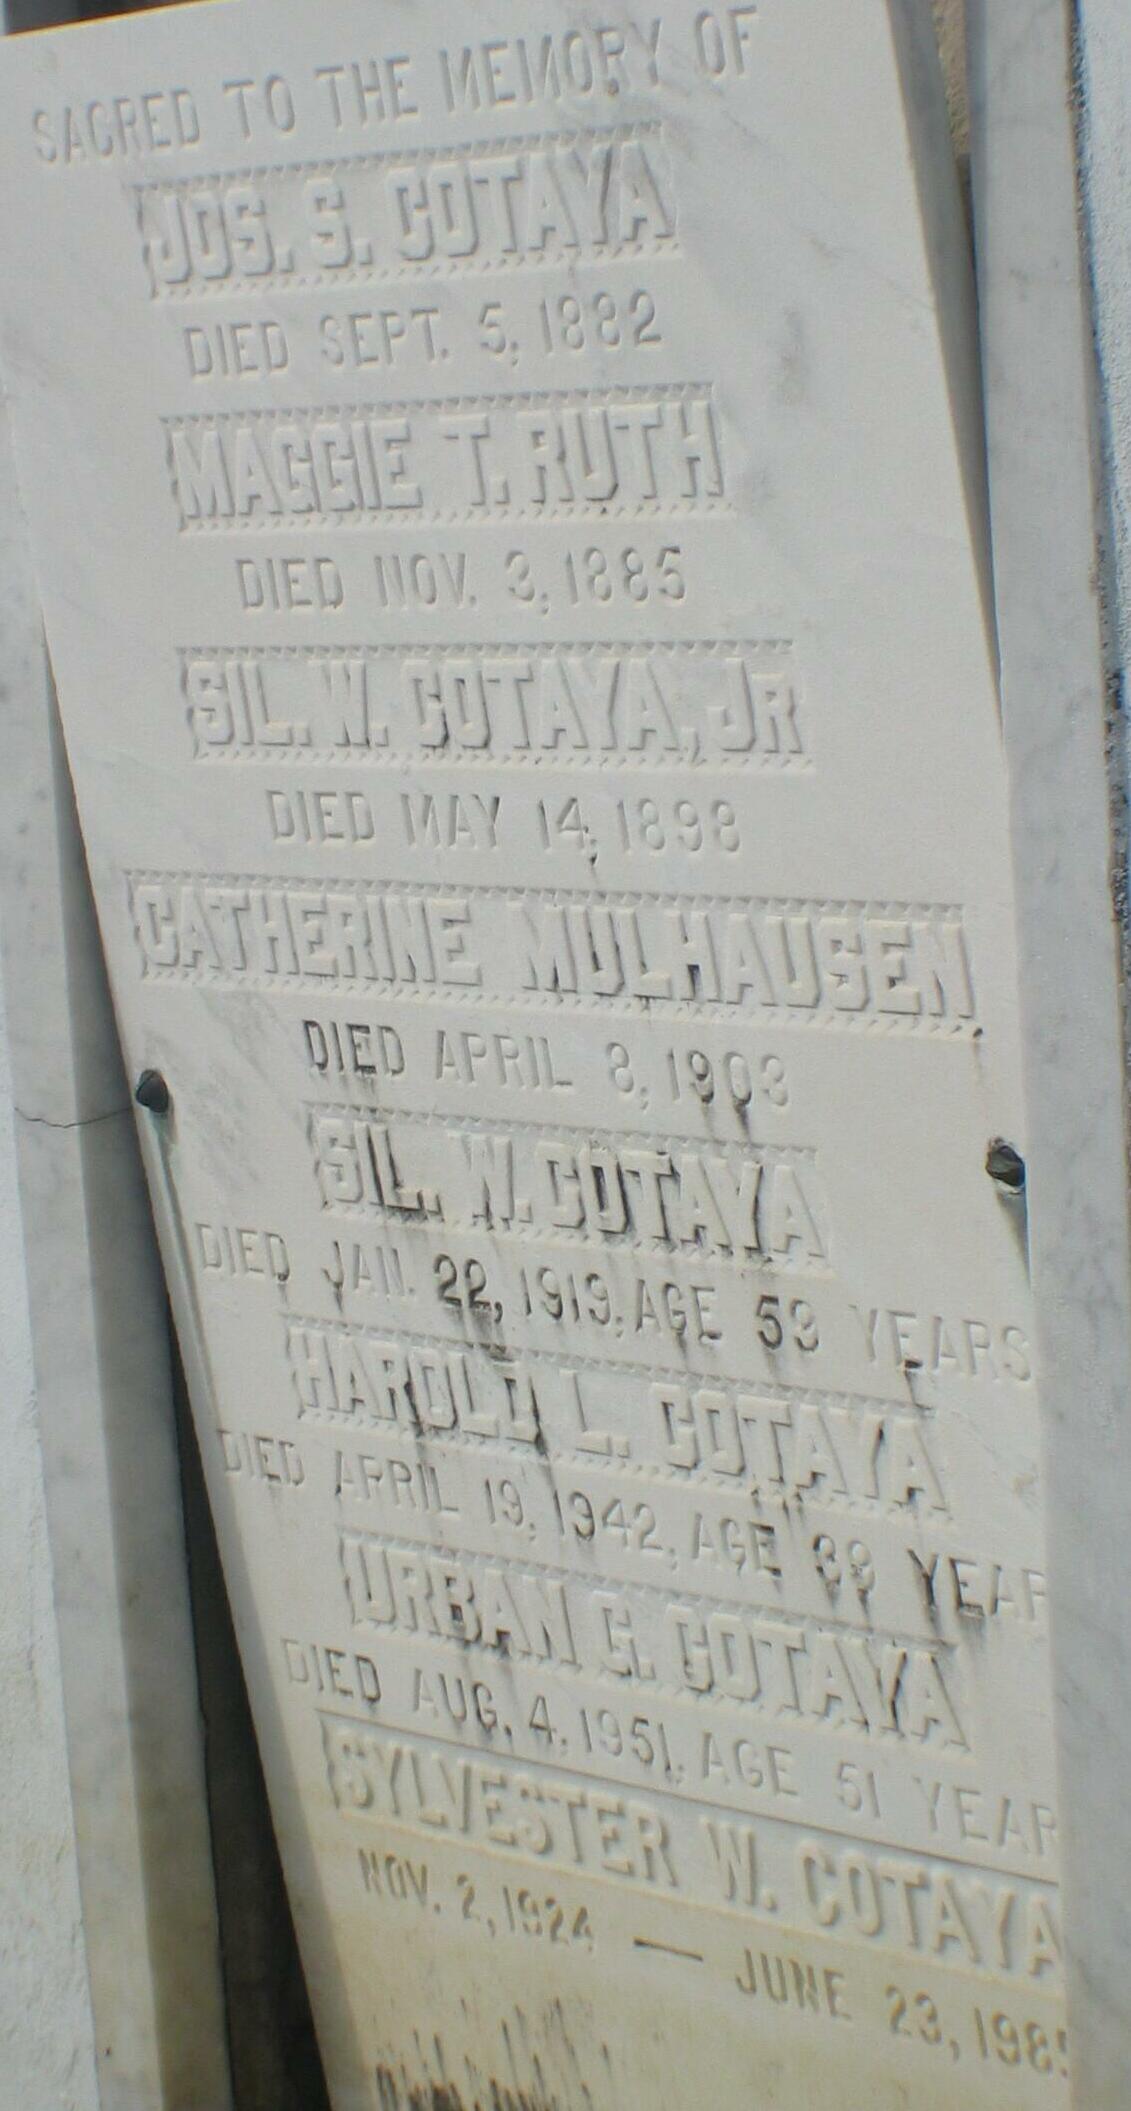 SACRED TO THE MEMORY OF
JOS. S. COTAYA
DIED SEPT. 5, 1882
MAGGIE T. RUTH
DIED NOV. 3, 1885
SIL. W. COTAYA, JR
DIED MAY 14, 1898
CATHERINE MULHAUSEN
DIED APRIL 8, 1903
SIL. W. COTAYA
DIED JAN. 22, 1919, AGE 59 YEARS
HAROLD L. COTAYA
DIED APRIL 19, 1942, AGE 38 YEAR
URBAN G. COTAYA
DIED AUG. 4, 1951, AGE 51 YEAR
SYLVESTER W. COTAYA
NOV. 2, 1924 — JUNE 23,